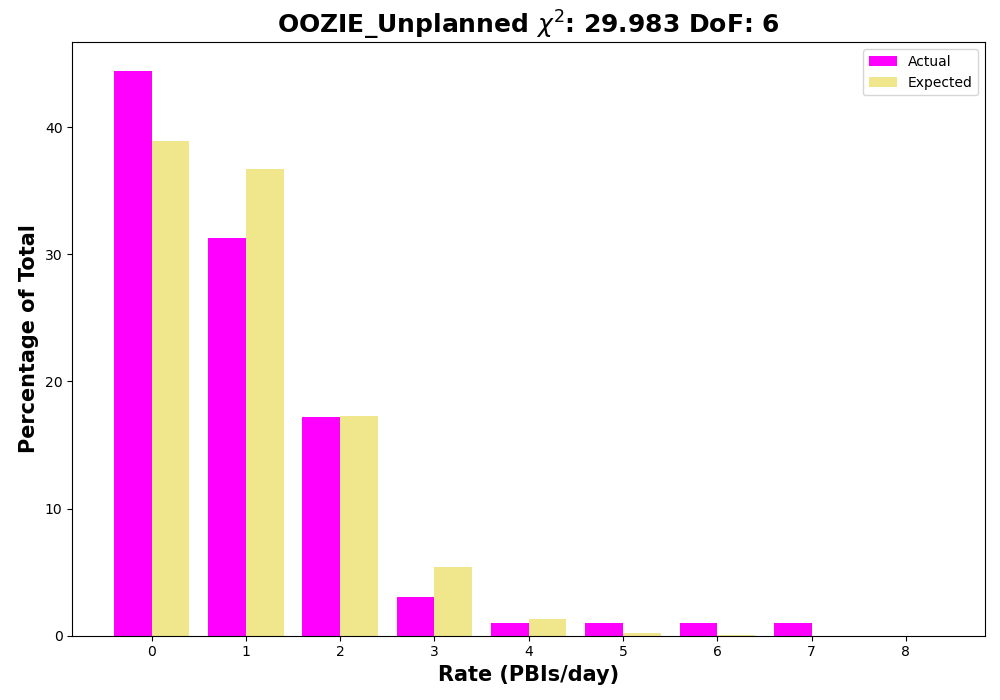 OOZIE_Unplanned χ²: 29.983 DoF: 6
Actual
Expected
Percentage of Total
40
30
20
10
0
0 1 2 3 4 5 6 7 8
Rate (PBIs/day)